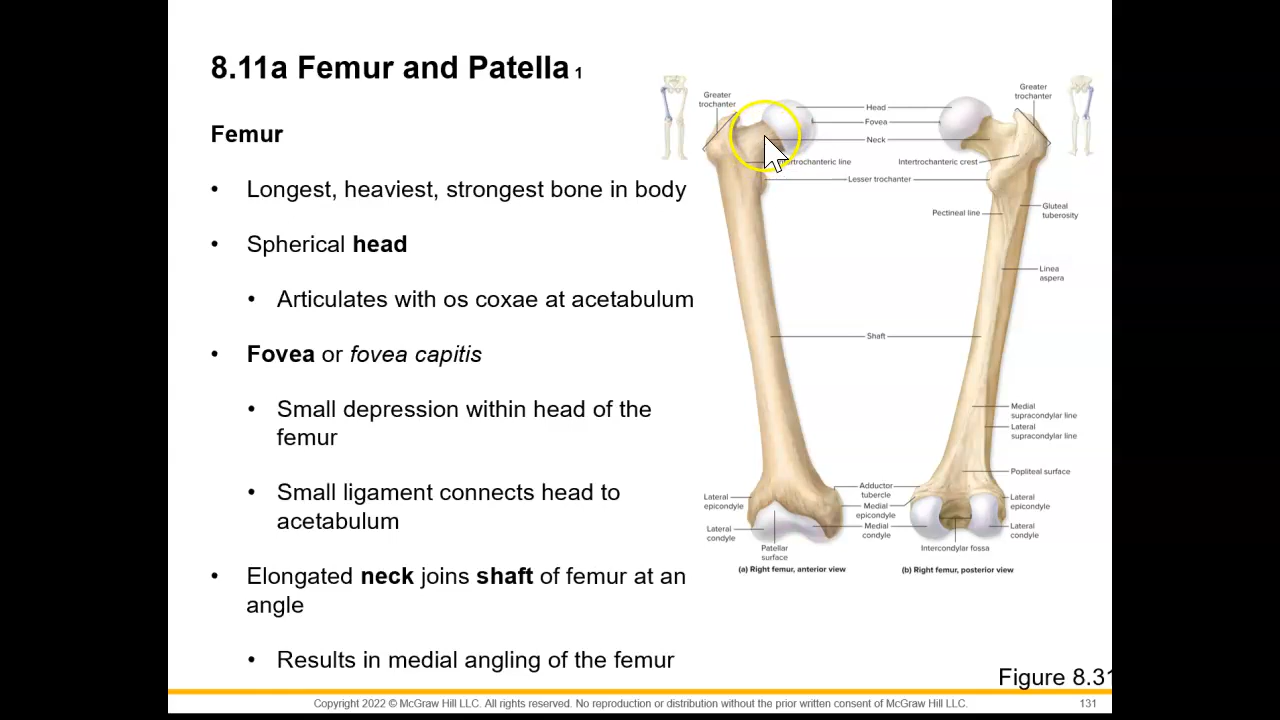 8.11a Femur and Patella 1
Femur
• Longest, heaviest, strongest bone in body
• Spherical head
• Articulates with os coxae at acetabulum
• Fovea or fovea capitis
• Small depression within head of the
femur
• Small ligament connects head to
acetabulum
• Elongated neck joins shaft of femur at an
angle
• Results in medial angling of the femur
Greater
trochanter
Head
Fovea
Neck
line
Lesser trochanter
Greater
trochanter
Intertrochanteric crest
Pectineal line
Gluteal
tuberosity
Linea
aspera
Shaft
Medial
supracondylar line
Lateral
supracondylar line
Popliteal surface
Lateral
epicondyle
Lateral
condyle
Patellar
surface
Adductor
tubercle
Medial
epicondyle
Medial
condyle
Lateral
epicondyle
Lateral
condyle
Intercondylar fossa
(a) Right femur, anterior view
(b) Right femur, posterior view
Figure 8.31
Copyright 2022 © McGraw Hill LLC. All rights reserved. No reproduction or distribution without the prior written consent of McGraw Hill LLC.
131